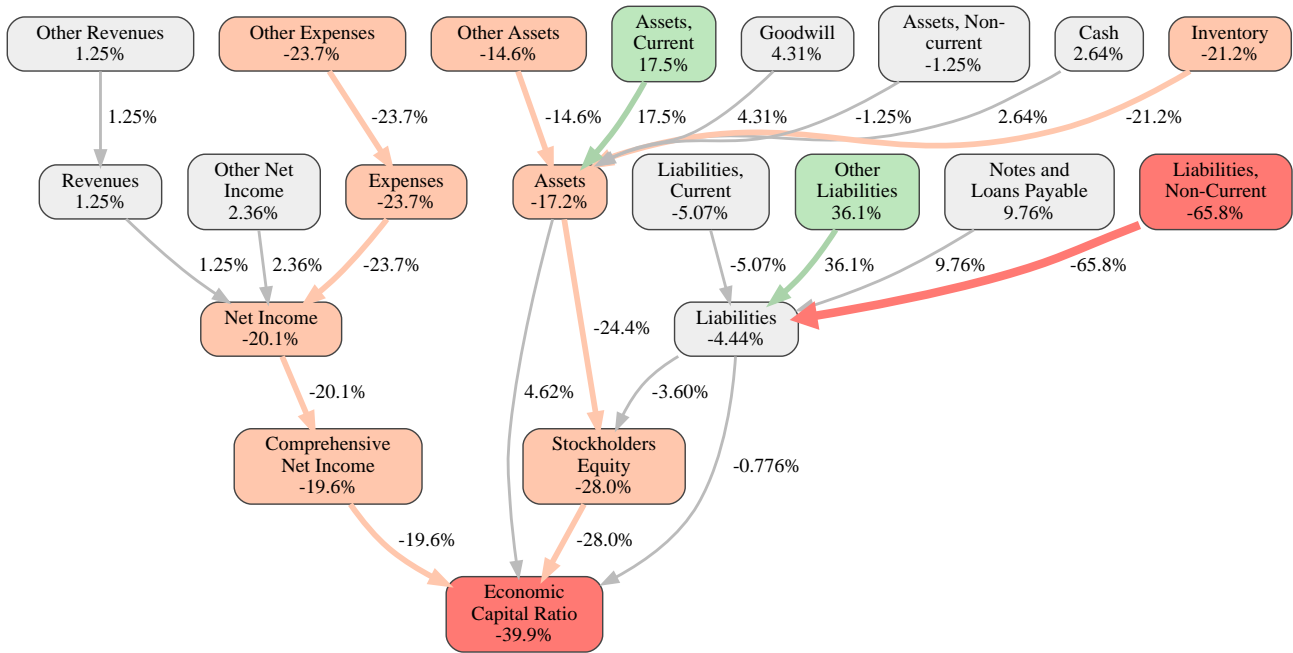 Other Revenues
1.25%
Other Expenses
-23.7%
Other Assets
-14.6%
Assets,
Current
17.5%
Goodwill
4.31%
Assets, Non-
current
-1.25%
Cash
2.64%
Inventory
-21.2%
1.25%
-23.7%
-14.6%
17.5%
4.31%
-1.25%
2.64%
-21.2%
Revenues
1.25%
Other Net
Income
2.36%
Expenses
-23.7%
Assets
-17.2%
Liabilities,
Current
-5.07%
Other
Liabilities
36.1%
Notes and
Loans Payable
9.76%
Liabilities,
Non-Current
-65.8%
1.25%
2.36%
-23.7%
-5.07%
36.1%
9.76%
-65.8%
Net Income
-20.1%
-24.4%
Liabilities
-4.44%
-20.1%
4.62%
-3.60%
Comprehensive
Net Income
-19.6%
Stockholders
Equity
-28.0%
-0.776%
-19.6%
-28.0%
Economic
Capital Ratio
-39.9%